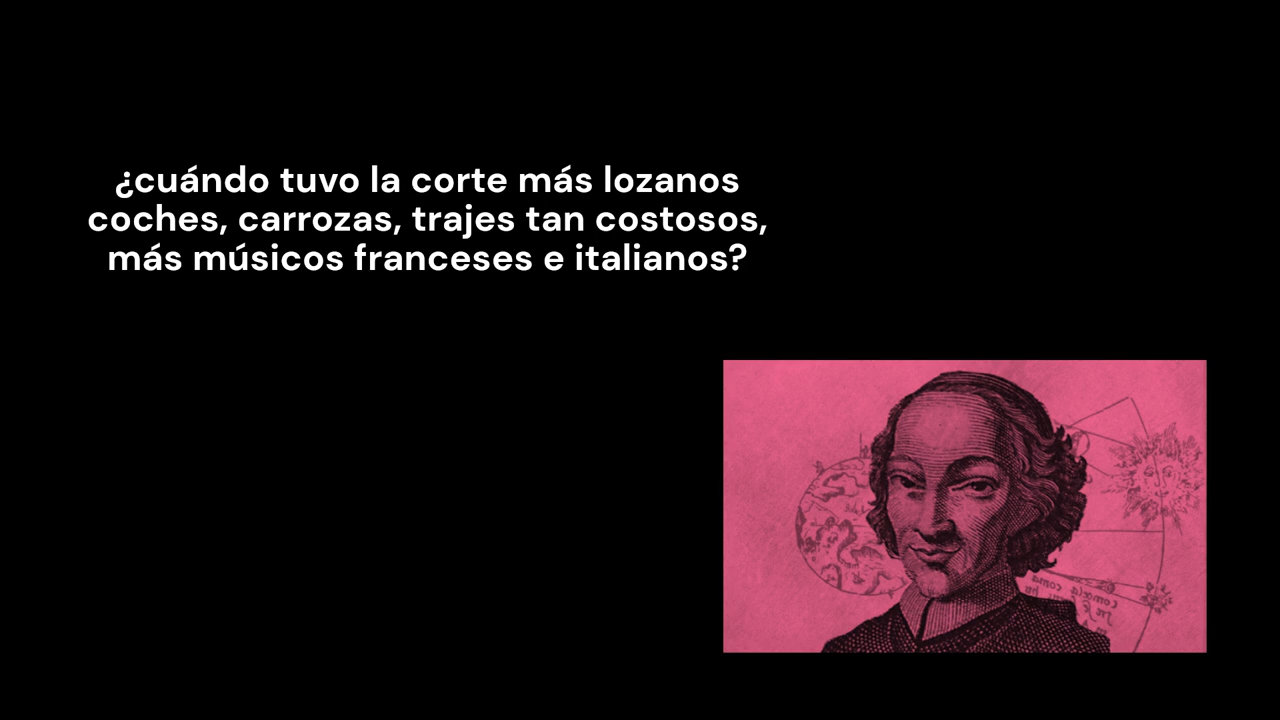 ¿cuándo tuvo la corte más lozanos
coches, carrozas, trajes tan costosos,
más músicos franceses e italianos?